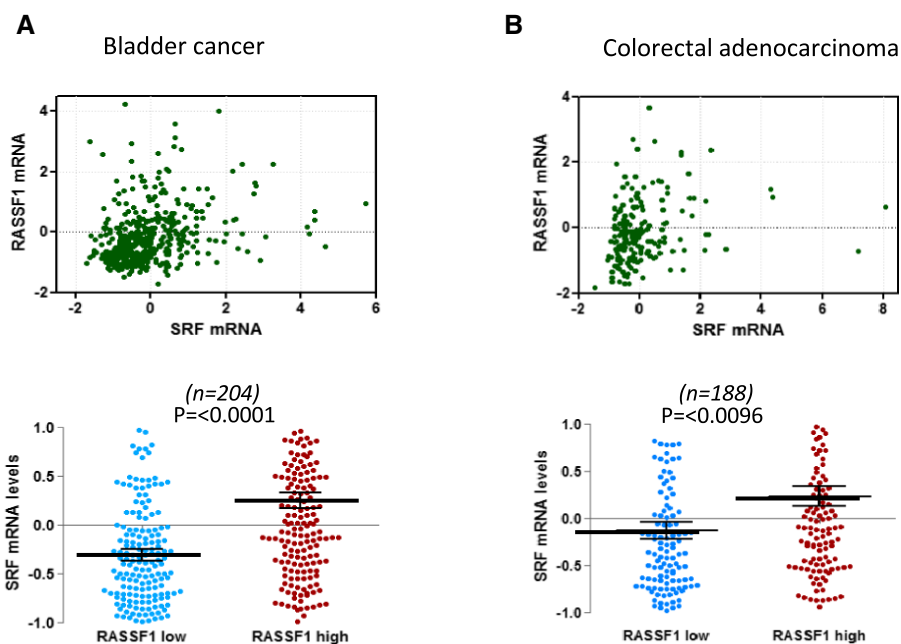 A
Bladder cancer
RASSF1 mRNA
4
2
0
-2
-2
0
2
4
6
SRF mRNA
(n=204)
P=<0.0001
SRF mRNA levels
1.0
0.5
0.0
-0.5
-1.0
RASSF1 low
RASSF1 high
B
Colorectal adenocarcinoma
RASSF1 mRNA
4
2
0
-2
-2
0
2
4
6
8
SRF mRNA
(n=188)
P=<0.0096
SRF mRNA levels
1.0
0.5
0.0
-0.5
-1.0
RASSF1 low
RASSF1 high